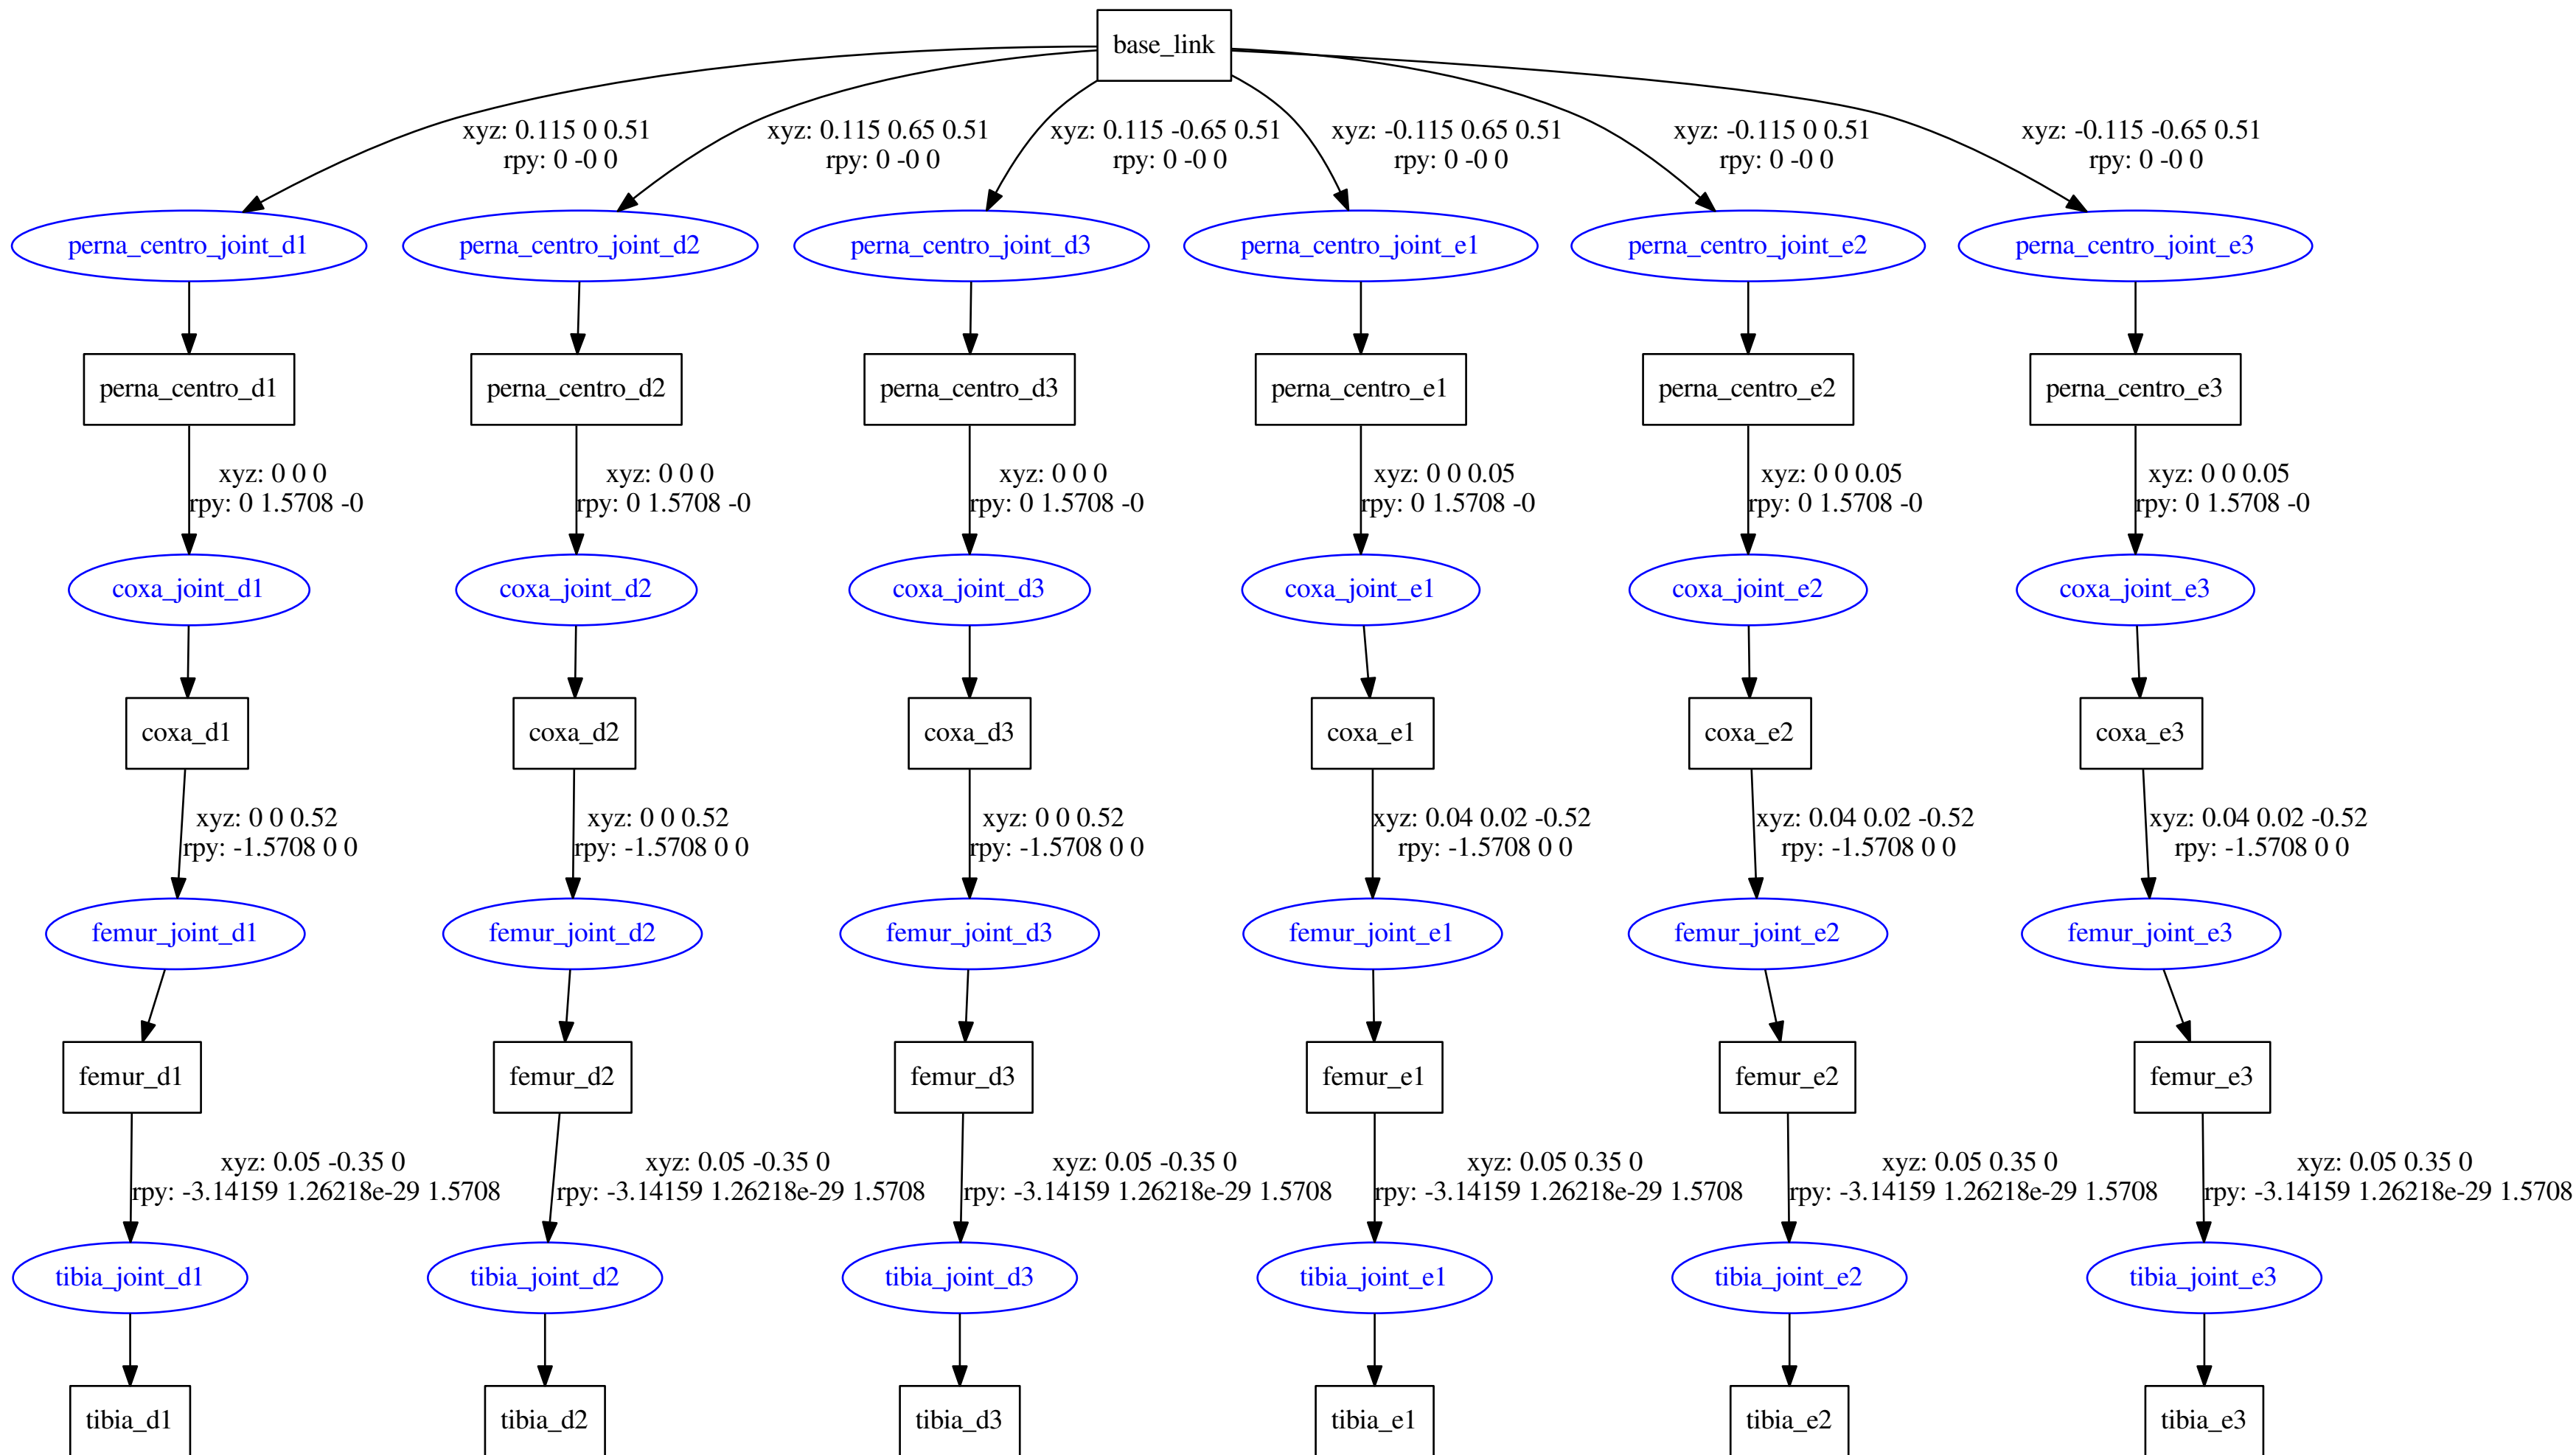 base_link
xyz: 0.115 0 0.51
rpy: 0 -0 0
xyz: 0.115 0.65 0.51
rpy: 0 -0 0
xyz: 0.115 -0.65 0.51
rpy: 0 -0 0
xyz: -0.115 0.65 0.51
rpy: 0 -0 0
xyz: -0.115 0 0.51
rpy: 0 -0 0
xyz: -0.115 -0.65 0.51
rpy: 0 -0 0
perna_centro_joint_d1
perna_centro_joint_d2
perna_centro_joint_d3
perna_centro_joint_e1
perna_centro_joint_e2
perna_centro_joint_e3
perna_centro_d1
perna_centro_d2
perna_centro_d3
perna_centro_e1
perna_centro_e2
perna_centro_e3
xyz: 0 0 0
rpy: 0 1.5708 -0
xyz: 0 0 0
rpy: 0 1.5708 -0
xyz: 0 0 0
rpy: 0 1.5708 -0
xyz: 0 0 0.05
rpy: 0 1.5708 -0
xyz: 0 0 0.05
rpy: 0 1.5708 -0
xyz: 0 0 0.05
rpy: 0 1.5708 -0
coxa_joint_d1
coxa_joint_d2
coxa_joint_d3
coxa_joint_e1
coxa_joint_e2
coxa_joint_e3
coxa_d1
coxa_d2
coxa_d3
coxa_e1
coxa_e2
coxa_e3
xyz: 0 0 0.52
rpy: -1.5708 0 0
xyz: 0 0 0.52
rpy: -1.5708 0 0
xyz: 0 0 0.52
rpy: -1.5708 0 0
xyz: 0.04 0.02 -0.52
rpy: -1.5708 0 0
xyz: 0.04 0.02 -0.52
rpy: -1.5708 0 0
xyz: 0.04 0.02 -0.52
rpy: -1.5708 0 0
femur_joint_d1
femur_joint_d2
femur_joint_d3
femur_joint_e1
femur_joint_e2
femur_joint_e3
femur_d1
femur_d2
femur_d3
femur_e1
femur_e2
femur_e3
xyz: 0.05 -0.35 0
rpy: -3.14159 1.26218e-29 1.5708
xyz: 0.05 -0.35 0
rpy: -3.14159 1.26218e-29 1.5708
xyz: 0.05 -0.35 0
rpy: -3.14159 1.26218e-29 1.5708
xyz: 0.05 0.35 0
rpy: -3.14159 1.26218e-29 1.5708
xyz: 0.05 0.35 0
rpy: -3.14159 1.26218e-29 1.5708
xyz: 0.05 0.35 0
rpy: -3.14159 1.26218e-29 1.5708
tibia_joint_d1
tibia_joint_d2
tibia_joint_d3
tibia_joint_e1
tibia_joint_e2
tibia_joint_e3
tibia_d1
tibia_d2
tibia_d3
tibia_e1
tibia_e2
tibia_e3